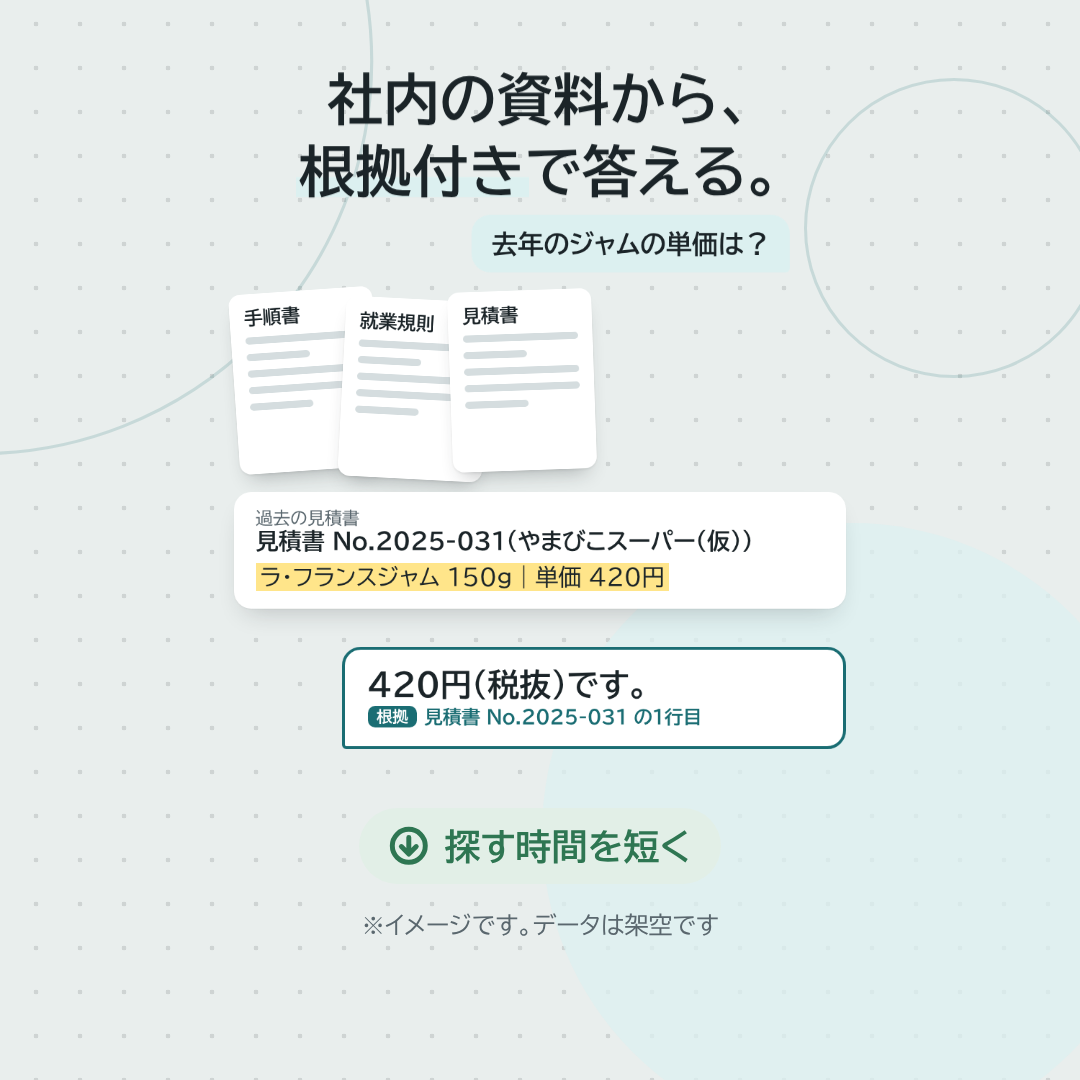 社内の資料から、
根拠付きで答える。
去年のジャムの単価は？
手順書
就業規則
見積書
過去の見積書
見積書 No.2025-031（やまびこスーパー（仮））
ラ・フランスジャム 150g｜単価 420円
420円（税抜）です。
根拠 見積書 No.2025-031 の1行目
探す時間を短く
※イメージです。データは架空です